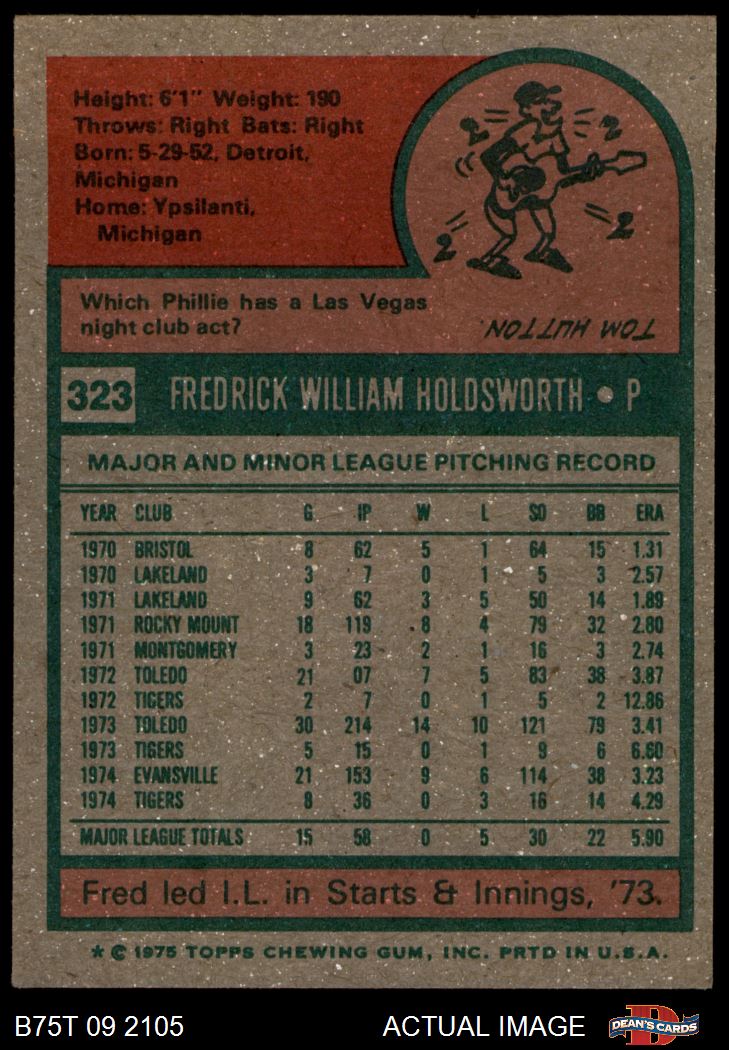 Height: 6'1" Weight: 190
Throws: Right Bats: Right
Born: 5-29-52, Detroit,
Michigan
Home: Ypsilanti,
Michigan
2 2
2 2
Which Phillie has a Las Vegas
night club act?
TOM HUTTON
323 FREDRICK WILLIAM HOLDSWORTH • P
MAJOR AND MINOR LEAGUE PITCHING RECORD
YEAR CLUB G IP W L SO BB ERA
1970 BRISTOL 8 62 5 1 64 15 1.31
1970 LAKELAND 3 7 0 1 5 3 2.57
1971 LAKELAND 9 62 3 5 50 14 1.89
1971 ROCKY MOUNT 18 119 8 4 79 32 2.80
1971 MONTGOMERY 3 23 2 1 16 3 2.74
1972 TOLEDO 21 07 7 5 83 38 3.87
1972 TIGERS 2 7 0 1 5 2 12.86
1973 TOLEDO 30 214 14 10 121 79 3.41
1973 TIGERS 5 15 0 1 9 6 6.60
1974 EVANSVILLE 21 153 9 6 114 38 3.23
1974 TIGERS 8 36 0 3 16 14 4.29
MAJOR LEAGUE TOTALS 15 58 0 5 30 22 5.90
Fred led I.L. in Starts & Innings, '73.
* © 1975 TOPPS CHEWING GUM, INC. PRTD IN U.S.A.
B75T 09 2105 ACTUAL IMAGE DEAN'S CARDS